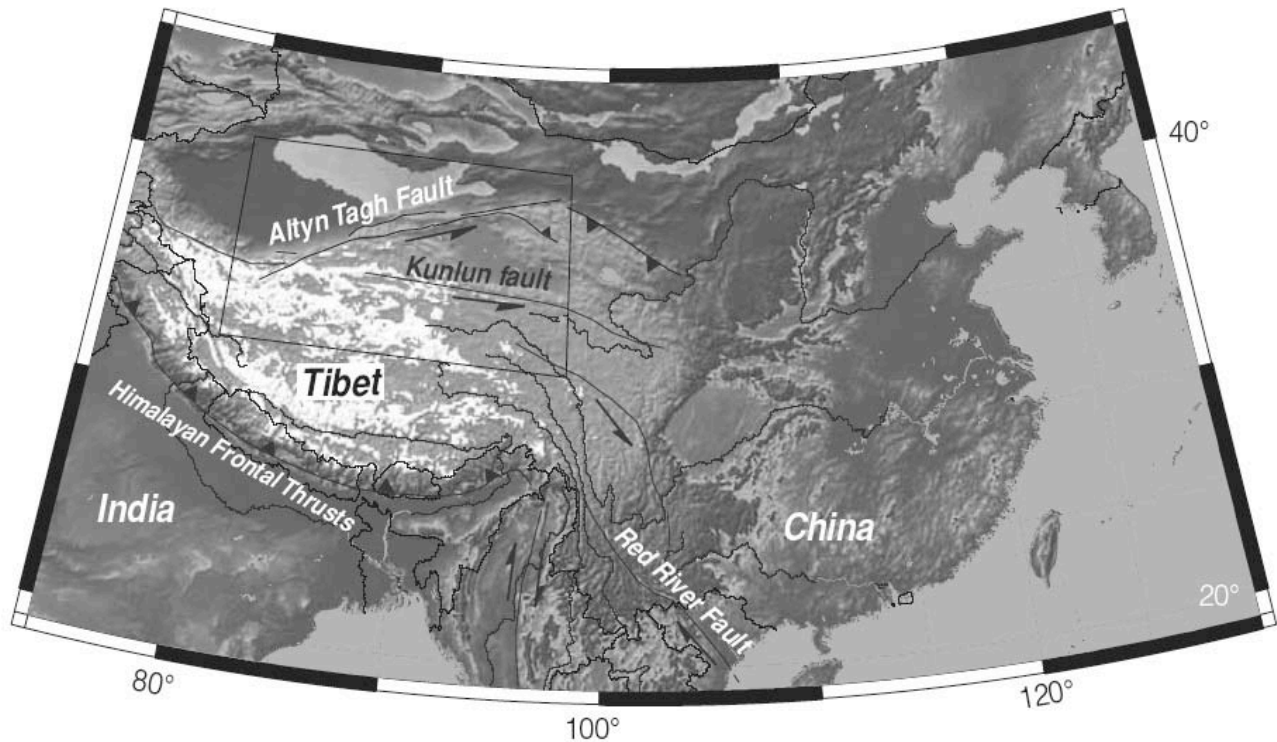 40°
Altyn Tagh Fault
Kunlun fault
Tibet
Himalayan Frontal Thrusts
India
China
Red River Fault
20°
80°
100°
120°